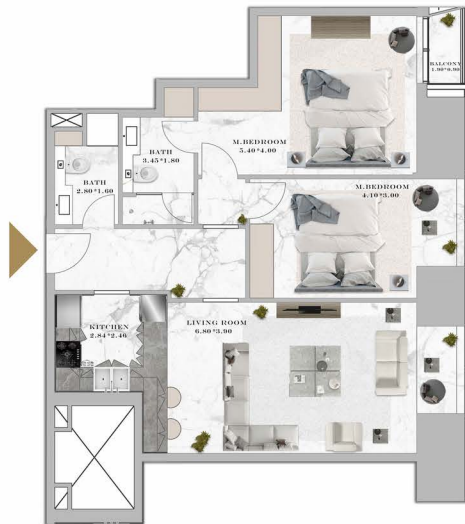 BALCONY
1.90*0.90
M.BEDROOM
5.40*4.00
BATH
3.45*1.80
BATH
2.80*1.60
M.BEDROOM
4.10*3.00
LIVING ROOM
6.80*3.90
KITCHEN
2.84*2.46